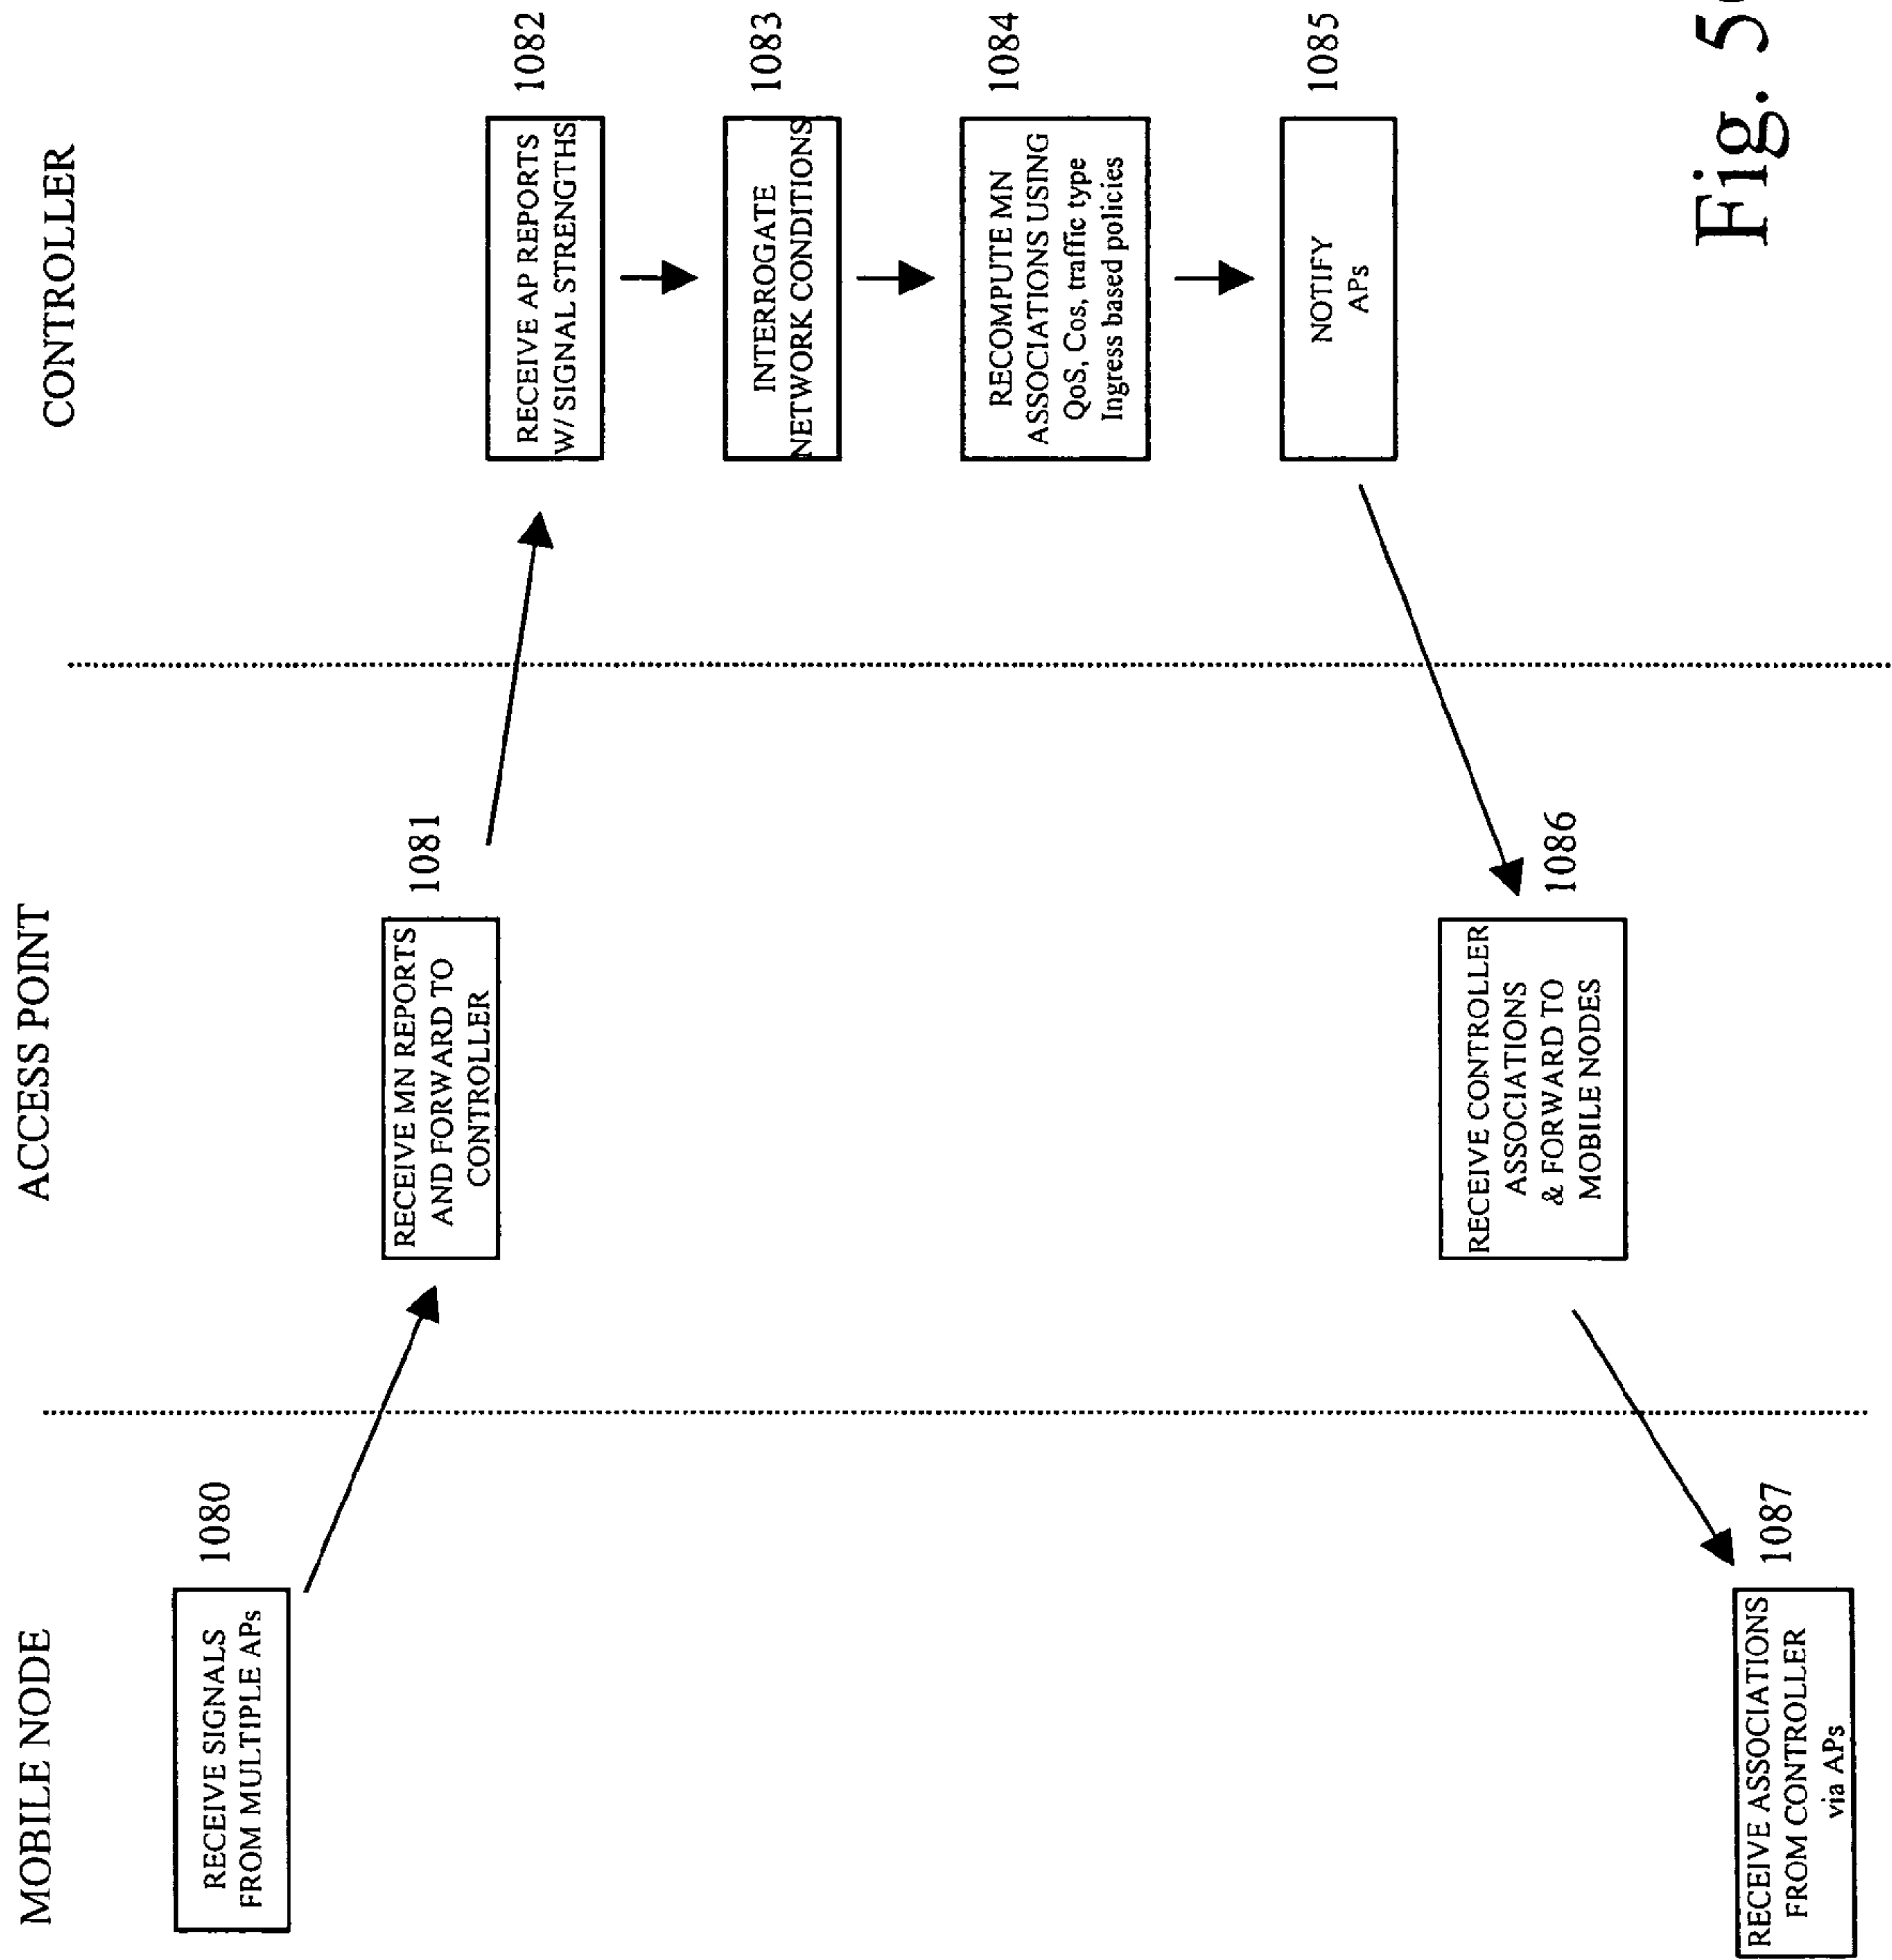 MOBILE NODE
ACCESS POINT
CONTROLLER
RECEIVE SIGNALS
FROM MULTIPLE APs
1080
RECEIVE MN REPORTS
AND FORWARD TO
CONTROLLER
1081
RECEIVE AP REPORTS
W/ SIGNAL STRENGTHS
1082
INTERROGATE
NETWORK CONDITIONS
1083
RECOMPUTE MN
ASSOCIATIONS USING
QoS, Cos, traffic type
Ingress based policies
1084
NOTIFY
APs
1085
RECEIVE CONTROLLER
ASSOCIATIONS
& FORWARD TO
MOBILE NODES
1086
RECEIVE ASSOCIATIONS
FROM CONTROLLER
via APs
1087
Fig. 5